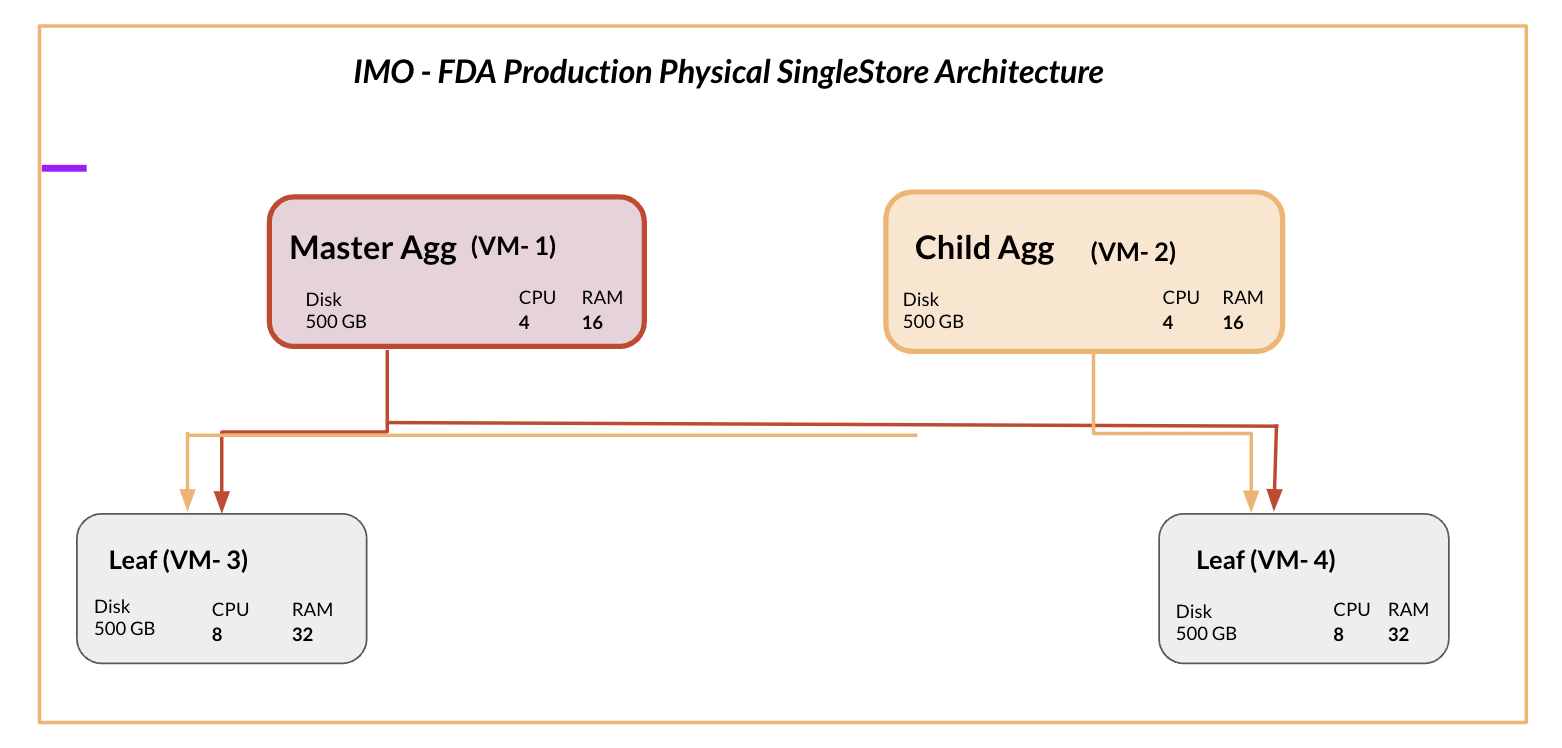 IMO - FDA Production Physical SingleStore Architecture
Master Agg (VM- 1)
Disk CPU RAM
500 GB 4 16
Child Agg (VM- 2)
Disk CPU RAM
500 GB 4 16
Leaf (VM- 3)
Disk CPU RAM
500 GB 8 32
Leaf (VM- 4)
Disk CPU RAM
500 GB 8 32